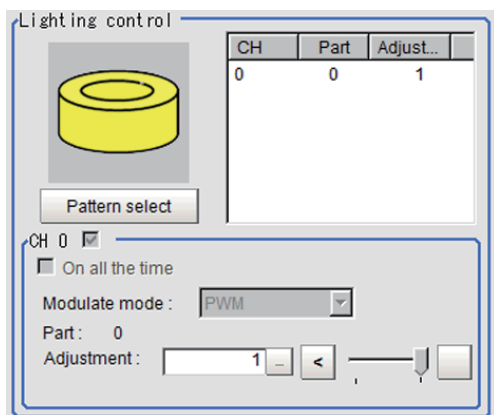 Lighting control
CH Part Adjust...
0 0 1
Pattern select
CH 0
On all the time
Modulate mode : PWM
Part : 0
Adjustment : 1 ... <